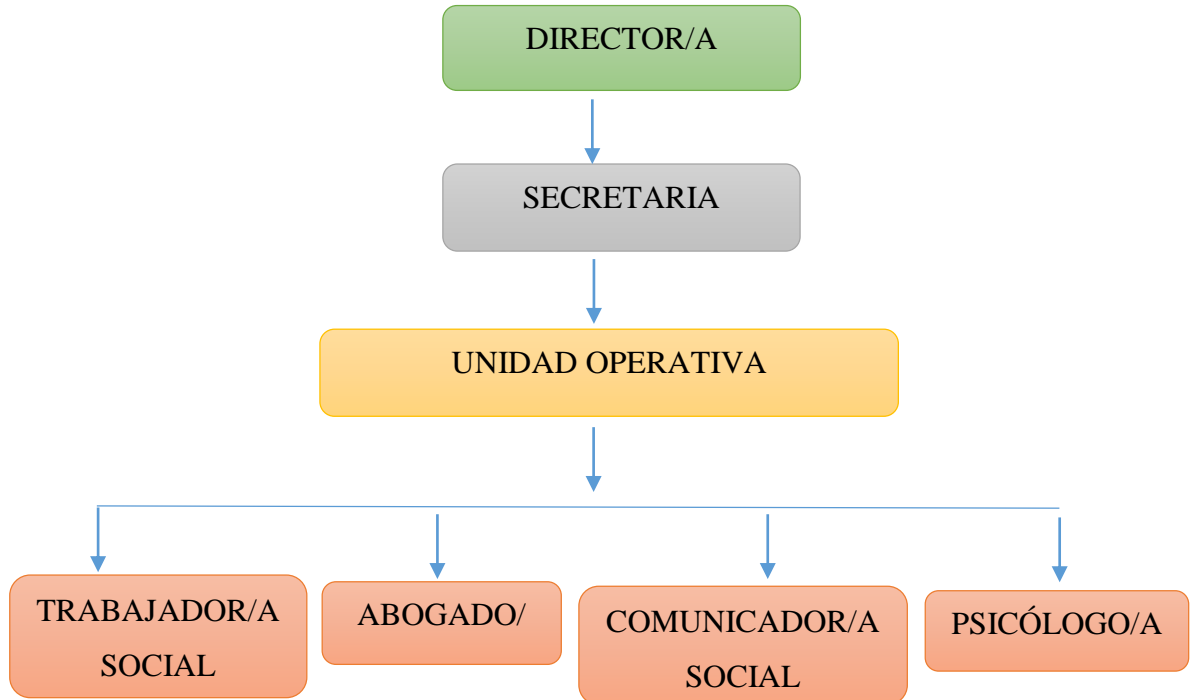 DIRECTOR/A
SECRETARIA
UNIDAD OPERATIVA
TRABAJADOR/A
SOCIAL
ABOGADO/
COMUNICADOR/A
SOCIAL
PSICÓLOGO/A